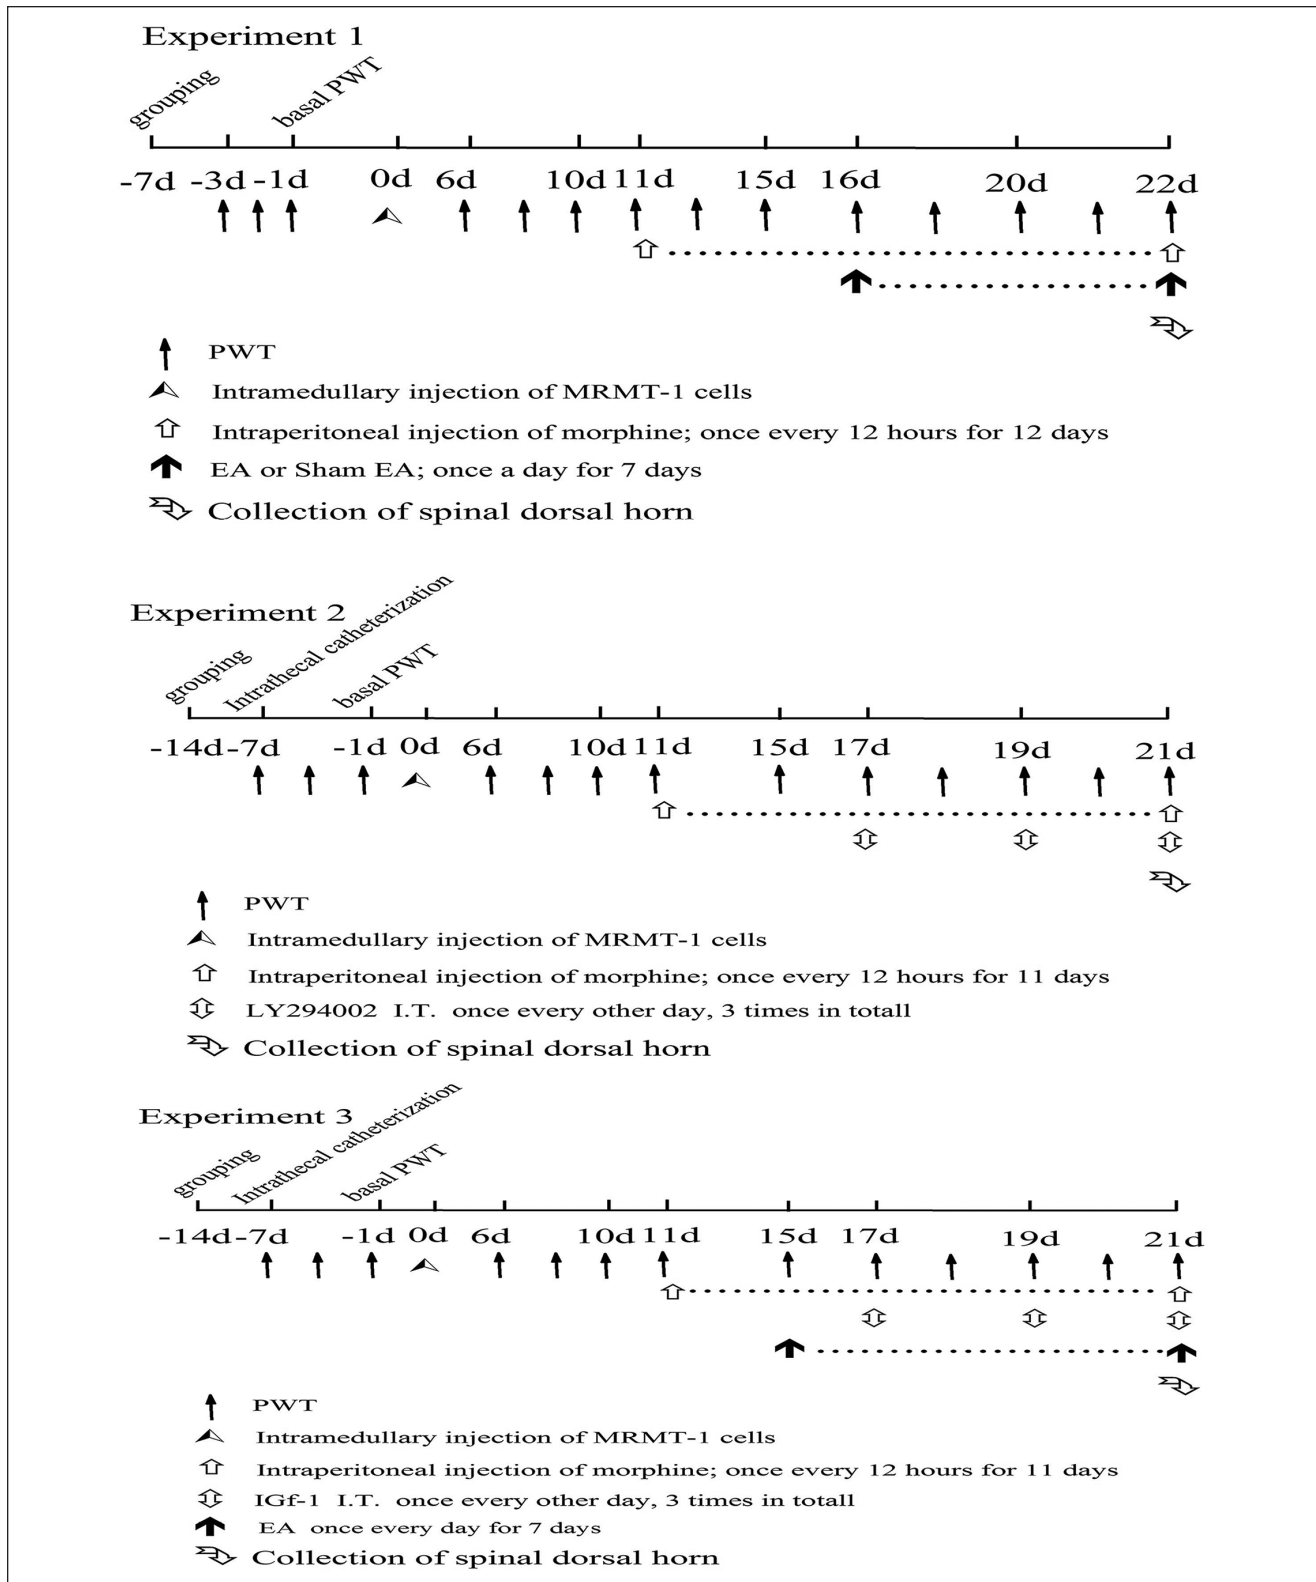 Experiment 1
grouping
basal PWT
-7d -3d -1d 0d 6d 10d 11d 15d 16d 20d 22d
PWT
Intramedullary injection of MRMT-1 cells
Intraperitoneal injection of morphine; once every 12 hours for 12 days
EA or Sham EA; once a day for 7 days
Collection of spinal dorsal horn
Experiment 2
grouping
Intrathecal catheterization
basal PWT
-14d -7d -1d 0d 6d 10d 11d 15d 17d 19d 21d
PWT
Intramedullary injection of MRMT-1 cells
Intraperitoneal injection of morphine; once every 12 hours for 11 days
LY294002 I.T. once every other day, 3 times in totall
Collection of spinal dorsal horn
Experiment 3
grouping
Intrathecal catheterization
basal PWT
-14d -7d -1d 0d 6d 10d 11d 15d 17d 19d 21d
PWT
Intramedullary injection of MRMT-1 cells
Intraperitoneal injection of morphine; once every 12 hours for 11 days
IGf-1 I.T. once every other day, 3 times in totall
EA once every day for 7 days
Collection of spinal dorsal horn